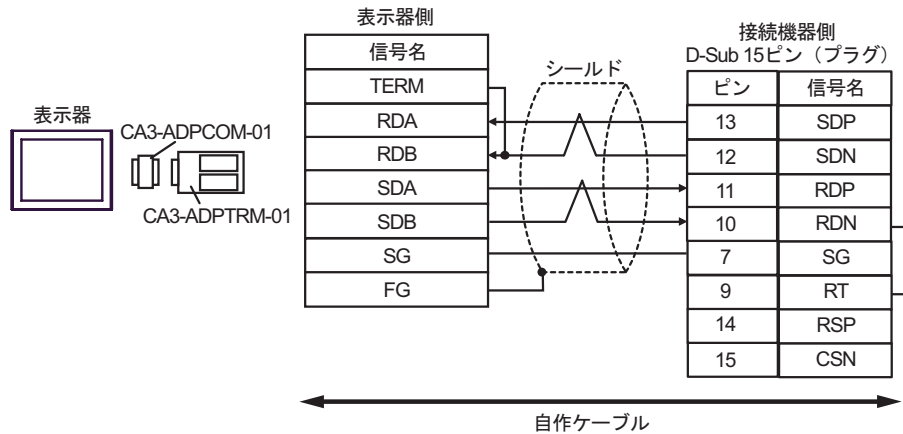 表示器側
接続機器側
D-Sub 15ピン（プラグ）
信号名
TERM
RDA
RDB
SDA
SDB
SG
FG
シールド
ピン 信号名
13 SDP
12 SDN
11 RDP
10 RDN
7 SG
9 RT
14 RSP
15 CSN
表示器
CA3-ADPCOM-01
CA3-ADPTRM-01
自作ケーブル